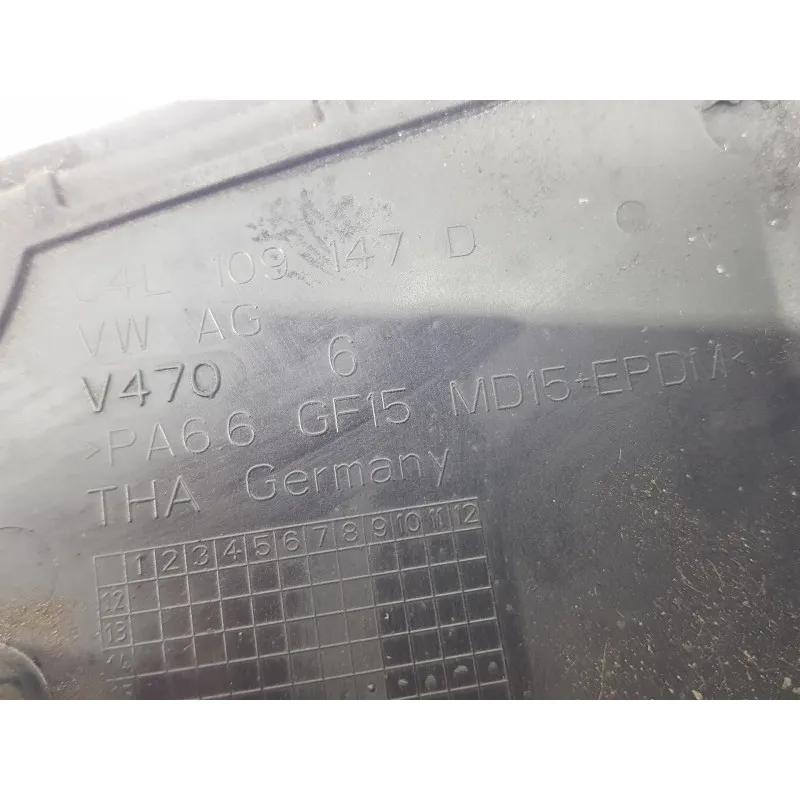 04L 109 147 D
VW AG
V470 6
>PA6.6 GF15 MD15+EPDM<
THA Germany
1 2 3 4 5 6 7 8 9 10 11 12
12
13
14